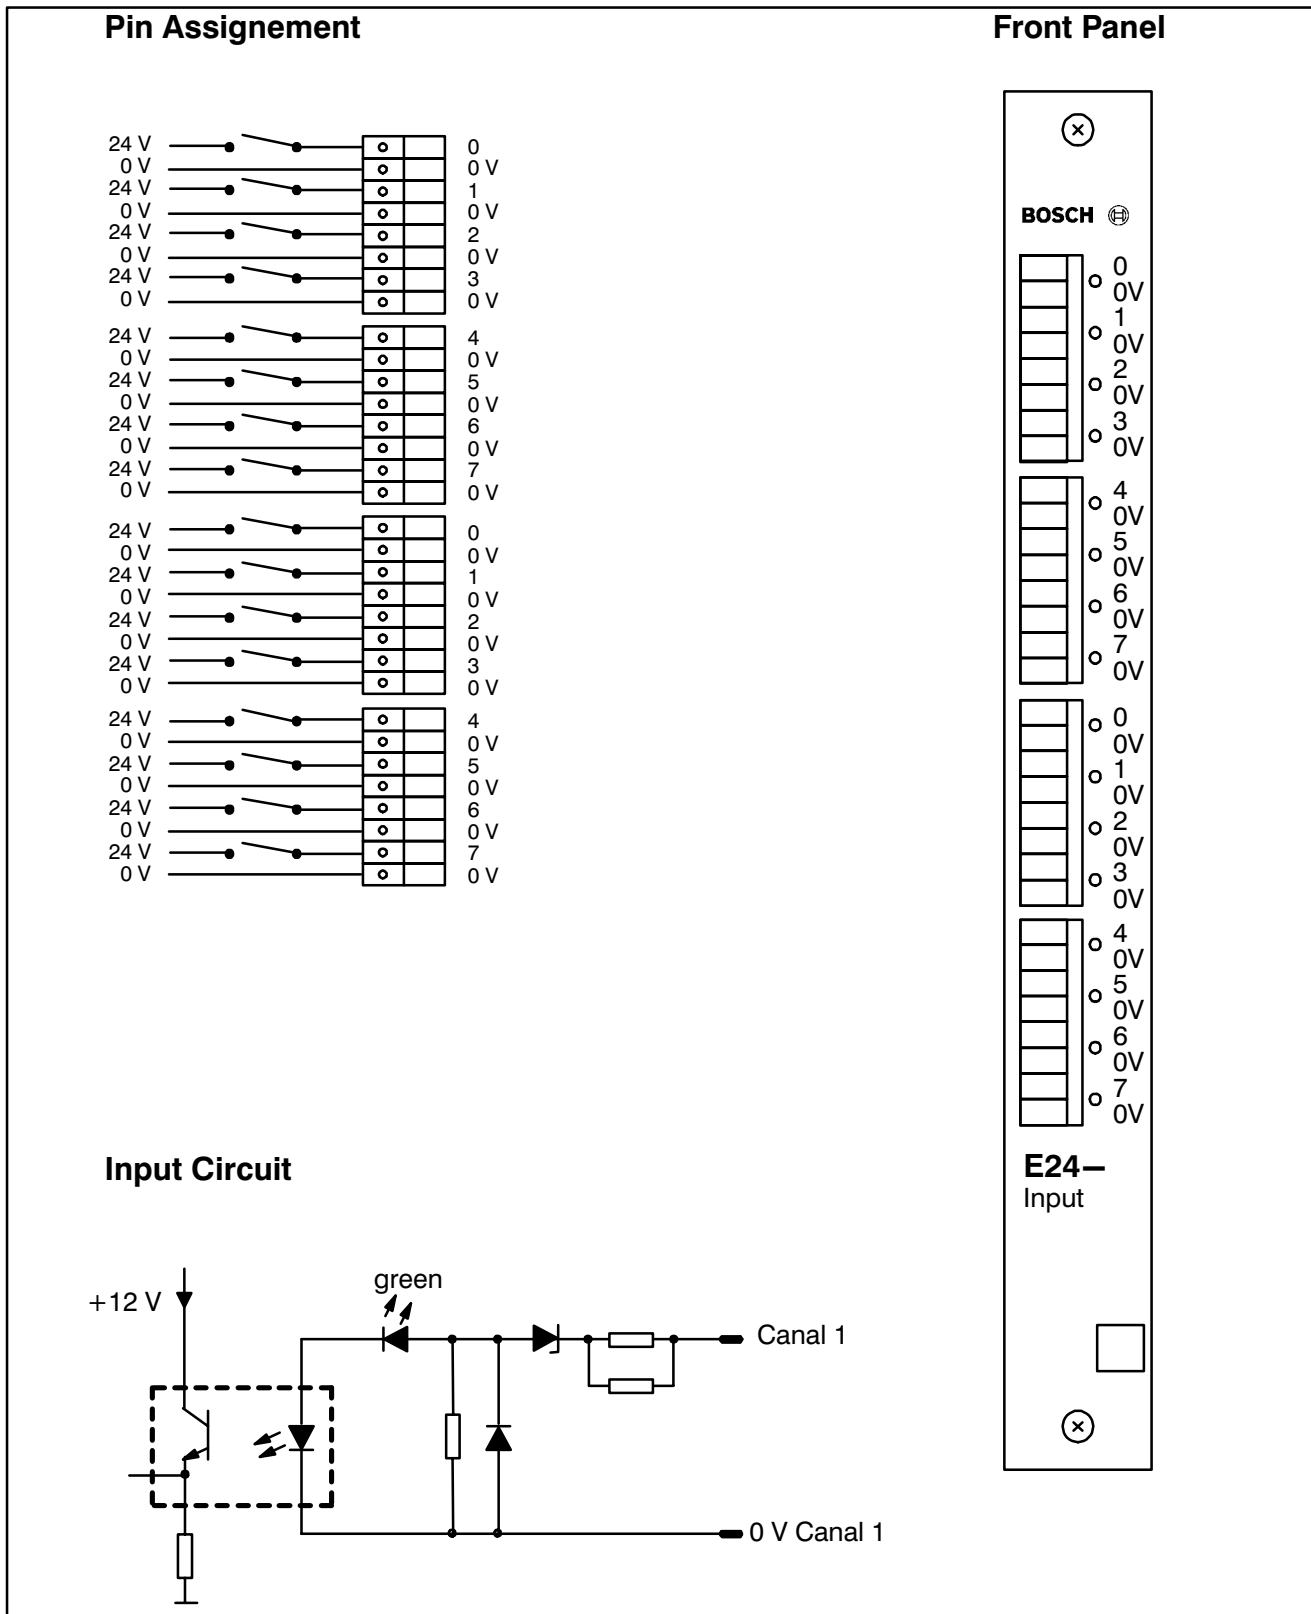 Pin Assignement
Front Panel
24 V 0
0 V 0 V
24 V 1
0 V 0 V
24 V 2
0 V 0 V
24 V 3
0 V 0 V
24 V 4
0 V 0 V
24 V 5
0 V 0 V
24 V 6
0 V 0 V
24 V 7
0 V 0 V
24 V 0
0 V 0 V
24 V 1
0 V 0 V
24 V 2
0 V 0 V
24 V 3
0 V 0 V
24 V 4
0 V 0 V
24 V 5
0 V 0 V
24 V 6
0 V 0 V
24 V 7
0 V 0 V
BOSCH
0
0V
1
0V
2
0V
3
0V
4
0V
5
0V
6
0V
7
0V
0
0V
1
0V
2
0V
3
0V
4
0V
5
0V
6
0V
7
0V
E24–
Input
Input Circuit
green
+12 V
Canal 1
0 V Canal 1